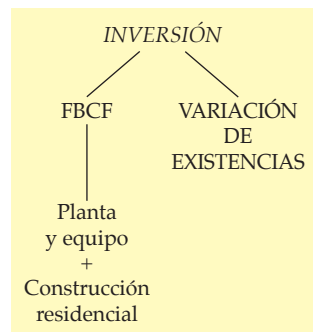 INVERSIÓN
FBCF
VARIACIÓN
DE
EXISTENCIAS
Planta
y equipo
+
Construcción
residencial